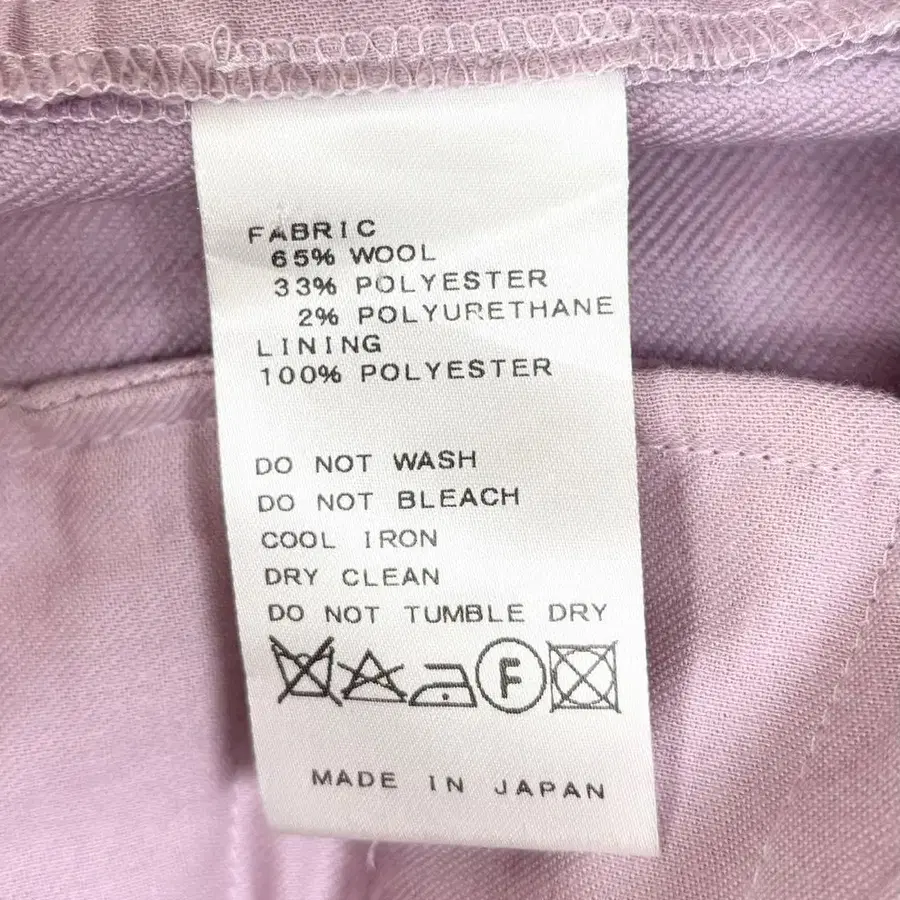 FABRIC
65% WOOL
33% POLYESTER
2% POLYURETHANE
LINING
100% POLYESTER
DO NOT WASH
DO NOT BLEACH
COOL IRON
DRY CLEAN
DO NOT TUMBLE DRY
F
MADE IN JAPAN